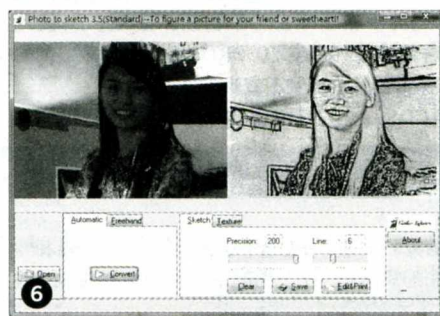 Photo to sketch 3.5(Standard)--To figure a picture for your friend or sweetheart!!
Automatic Freehand
Sketch Texture
Precision: 200 Line 6
About
Open
Convert
Clear Save Edit&Print
6